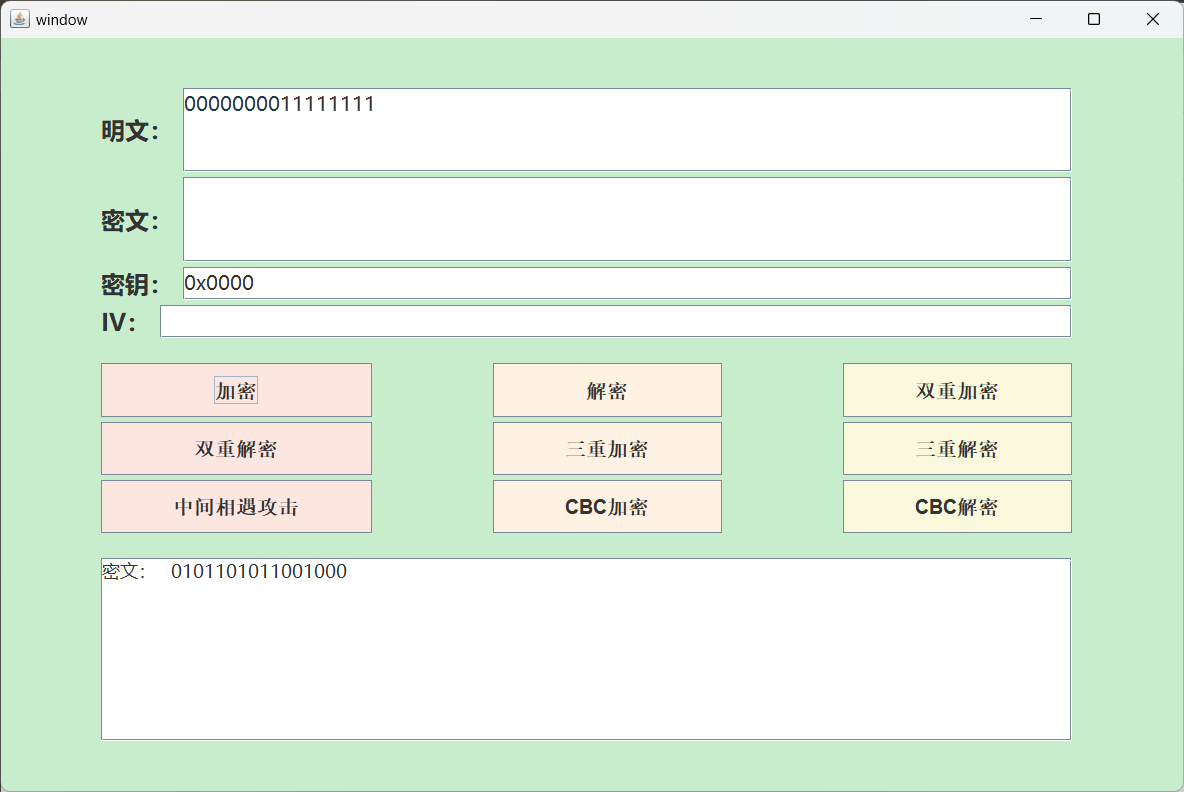 window
明文： 0000000011111111
密文：
密钥： 0x0000
IV：
加密 解密 双重加密
双重解密 三重加密 三重解密
中间相遇攻击 CBC加密 CBC解密
密文： 0101101011001000